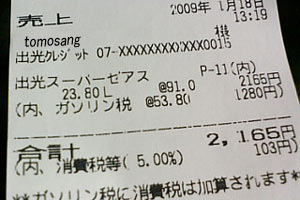 売上
2009年 1月18日
13:19
tomosang
出光クレジット 07-XXXXXXXXXXXX0015
出光スーパーゼアス P-11(内)
23.80L @91.0 2165円
(内、ガソリン税 @53.80 1280円)
合計 2,165円
(内、消費税等( 5.00%) 103円)
**ガソリン税に消費税は加算されます*